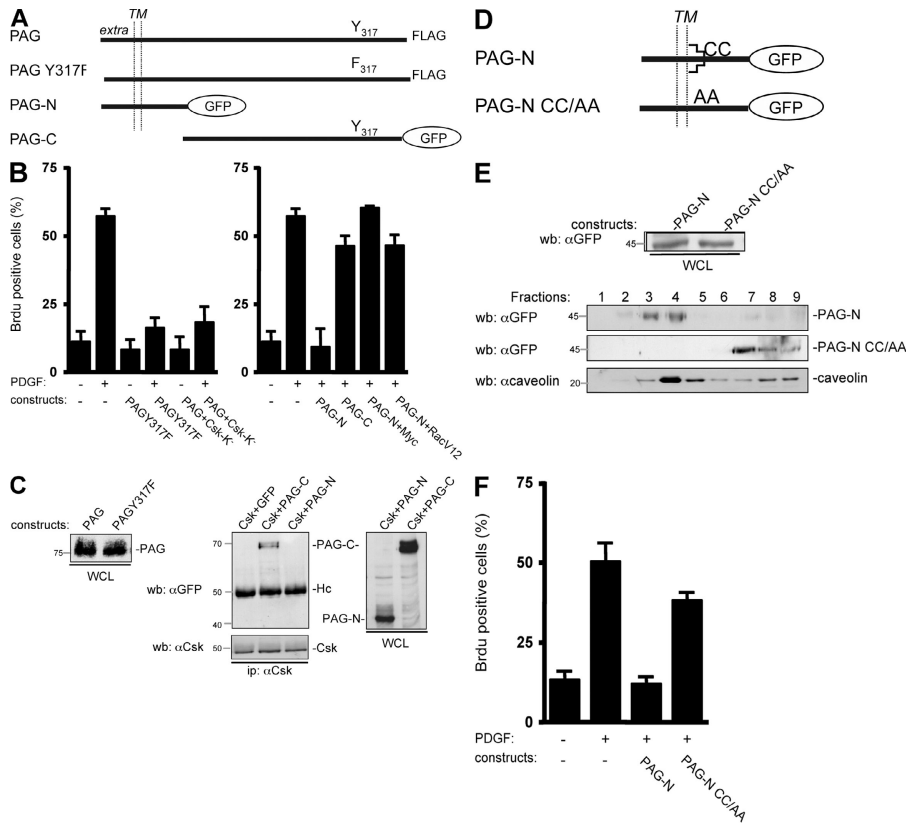 A
TM
extra
PAG
Y317
FLAG
PAG Y317F
F317
FLAG
PAG-N
GFP
PAG-C
Y317
GFP
B
Brdu positive cells (%)
75
50
25
0
PDGF: - + - + - +
constructs: - - PAGY317F PAGY317F PAG+Csk-K- PAG+Csk-K-
75
50
25
0
- + + + + +
- - PAG-N PAG-C PAG-N+Myc PAG-N+RacV12
C
constructs: PAG PAGY317F
75
-PAG
WCL
Csk+GFP Csk+PAG-C Csk+PAG-N
70
-PAG-C-
wb: αGFP
50
-Hc
40
wb: αCsk
50
-Csk
ip: αCsk
Csk+PAG-N Csk+PAG-C
PAG-N-
WCL
D
TM
PAG-N
CC
GFP
PAG-N CC/AA
AA
GFP
E
constructs: -PAG-N -PAG-N CC/AA
wb: αGFP
45
WCL
Fractions: 1 2 3 4 5 6 7 8 9
wb: αGFP 45 -PAG-N
wb: αGFP 45 -PAG-N CC/AA
wb: αcaveolin 20 -caveolin
F
Brdu positive cells (%)
75
50
25
0
PDGF: - + + +
constructs: - - PAG-N PAG-N CC/AA